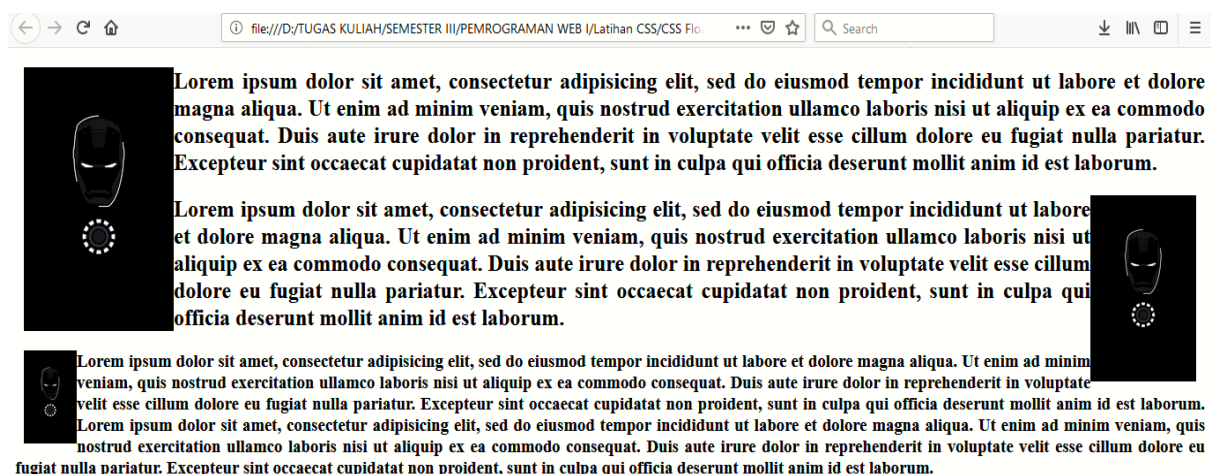 file:///D:/TUGAS KULIAH/SEMESTER III/PEMROGRAMAN WEB I/Latihan CSS/CSS Flo
Search
Lorem ipsum dolor sit amet, consectetur adipisicing elit, sed do eiusmod tempor incididunt ut labore et dolore
magna aliqua. Ut enim ad minim veniam, quis nostrud exercitation ullamco laboris nisi ut aliquip ex ea commodo
consequat. Duis aute irure dolor in reprehenderit in voluptate velit esse cillum dolore eu fugiat nulla pariatur.
Excepteur sint occaecat cupidatat non proident, sunt in culpa qui officia deserunt mollit anim id est laborum.
Lorem ipsum dolor sit amet, consectetur adipisicing elit, sed do eiusmod tempor incididunt ut labore
et dolore magna aliqua. Ut enim ad minim veniam, quis nostrud exercitation ullamco laboris nisi ut
aliquip ex ea commodo consequat. Duis aute irure dolor in reprehenderit in voluptate velit esse cillum
dolore eu fugiat nulla pariatur. Excepteur sint occaecat cupidatat non proident, sunt in culpa qui
officia deserunt mollit anim id est laborum.
Lorem ipsum dolor sit amet, consectetur adipisicing elit, sed do eiusmod tempor incididunt ut labore et dolore magna aliqua. Ut enim ad minim
veniam, quis nostrud exercitation ullamco laboris nisi ut aliquip ex ea commodo consequat. Duis aute irure dolor in reprehenderit in voluptate
velit esse cillum dolore eu fugiat nulla pariatur. Excepteur sint occaecat cupidatat non proident, sunt in culpa qui officia deserunt mollit anim id est laborum.
Lorem ipsum dolor sit amet, consectetur adipisicing elit, sed do eiusmod tempor incididunt ut labore et dolore magna aliqua. Ut enim ad minim veniam, quis
nostrud exercitation ullamco laboris nisi ut aliquip ex ea commodo consequat. Duis aute irure dolor in reprehenderit in voluptate velit esse cillum dolore eu
fugiat nulla pariatur. Excepteur sint occaecat cupidatat non proident, sunt in culpa qui officia deserunt mollit anim id est laborum.